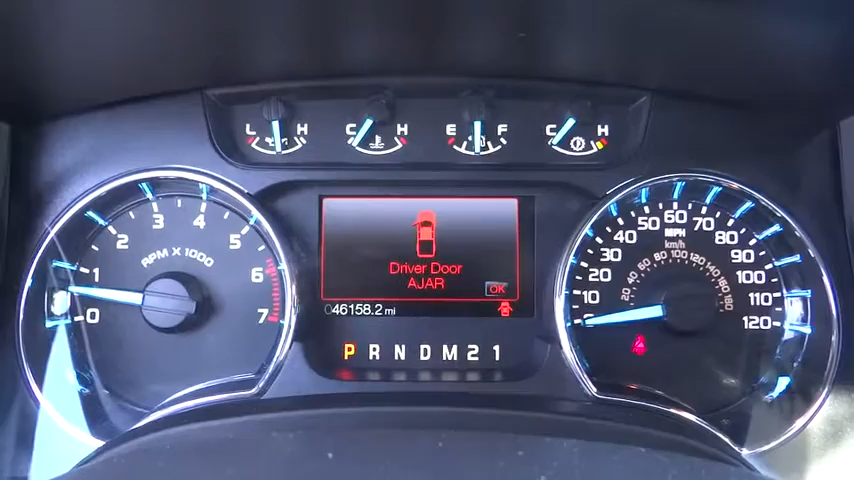 L H C H E F C H
0 1 2 3 4 5 6 7
RPM X 1000
Driver Door
AJAR
OK
046158.2 mi
P R N D M 2 1
10 20 30 40 50 60 70 80 90 100 110 120
MPH
km/h
20 40 60 80 100 120 140 160 180